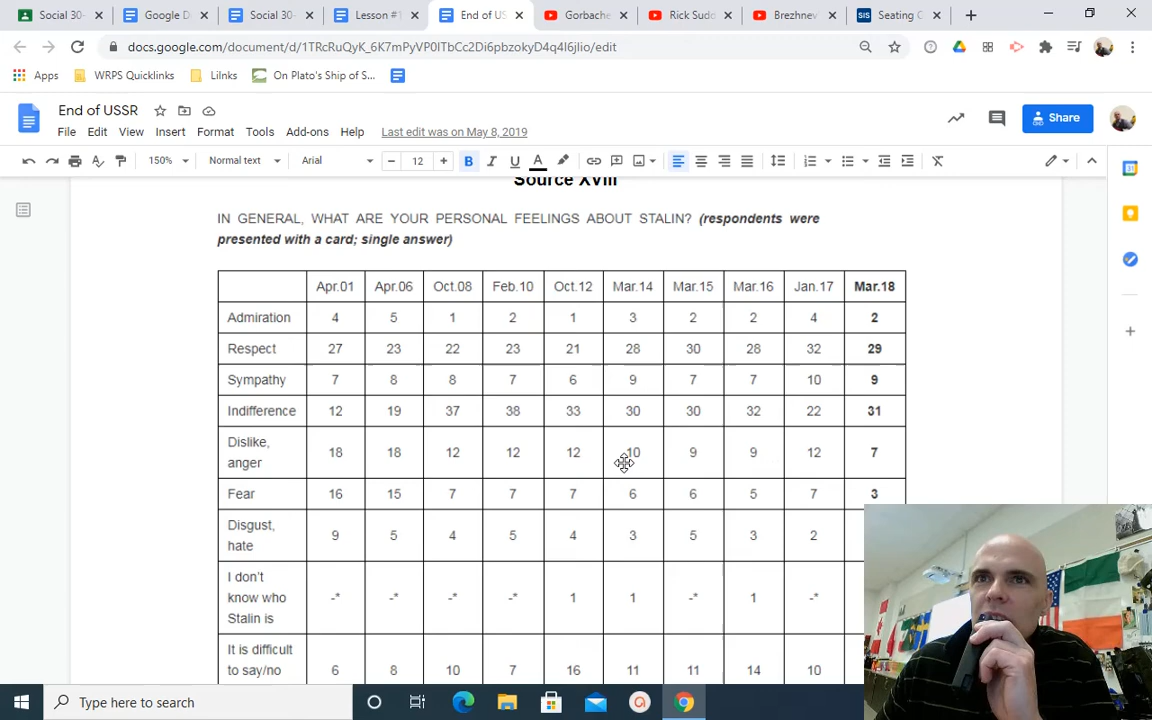 Social 30-
Google D
Social 30-
Lesson #1
End of US
Gorbache
Rick Sudo
Brezhnev
SIS
Seating C
docs.google.com/document/d/1TRcRuQyK_6K7mPyVP0ITbCc2Di6pbzokyD4q4l6jlio/edit
Apps
WRPS Quicklinks
LiInks
On Plato's Ship of S...
End of USSR
File Edit View Insert Format Tools Add-ons Help Last edit was on May 8, 2019
Share
150% Normal text Arial 12 B I U A
Source XVIII
IN GENERAL, WHAT ARE YOUR PERSONAL FEELINGS ABOUT STALIN? (respondents were
presented with a card; single answer)
Apr.01 Apr.06 Oct.08 Feb.10 Oct.12 Mar.14 Mar.15 Mar.16 Jan.17 Mar.18
Admiration 4 5 1 2 1 3 2 2 4 2
Respect 27 23 22 23 21 28 30 28 32 29
Sympathy 7 8 8 7 6 9 7 7 10 9
Indifference 12 19 37 38 33 30 30 32 22 31
Dislike,
anger 18 18 12 12 12 10 9 9 12 7
Fear 16 15 7 7 7 6 6 5 7 3
Disgust,
hate 9 5 4 5 4 3 5 3 2
I don't
know who
Stalin is -* -* -* -* 1 1 -* 1 -*
It is difficult
to say/no 6 8 10 7 16 11 11 14 10
Type here to search